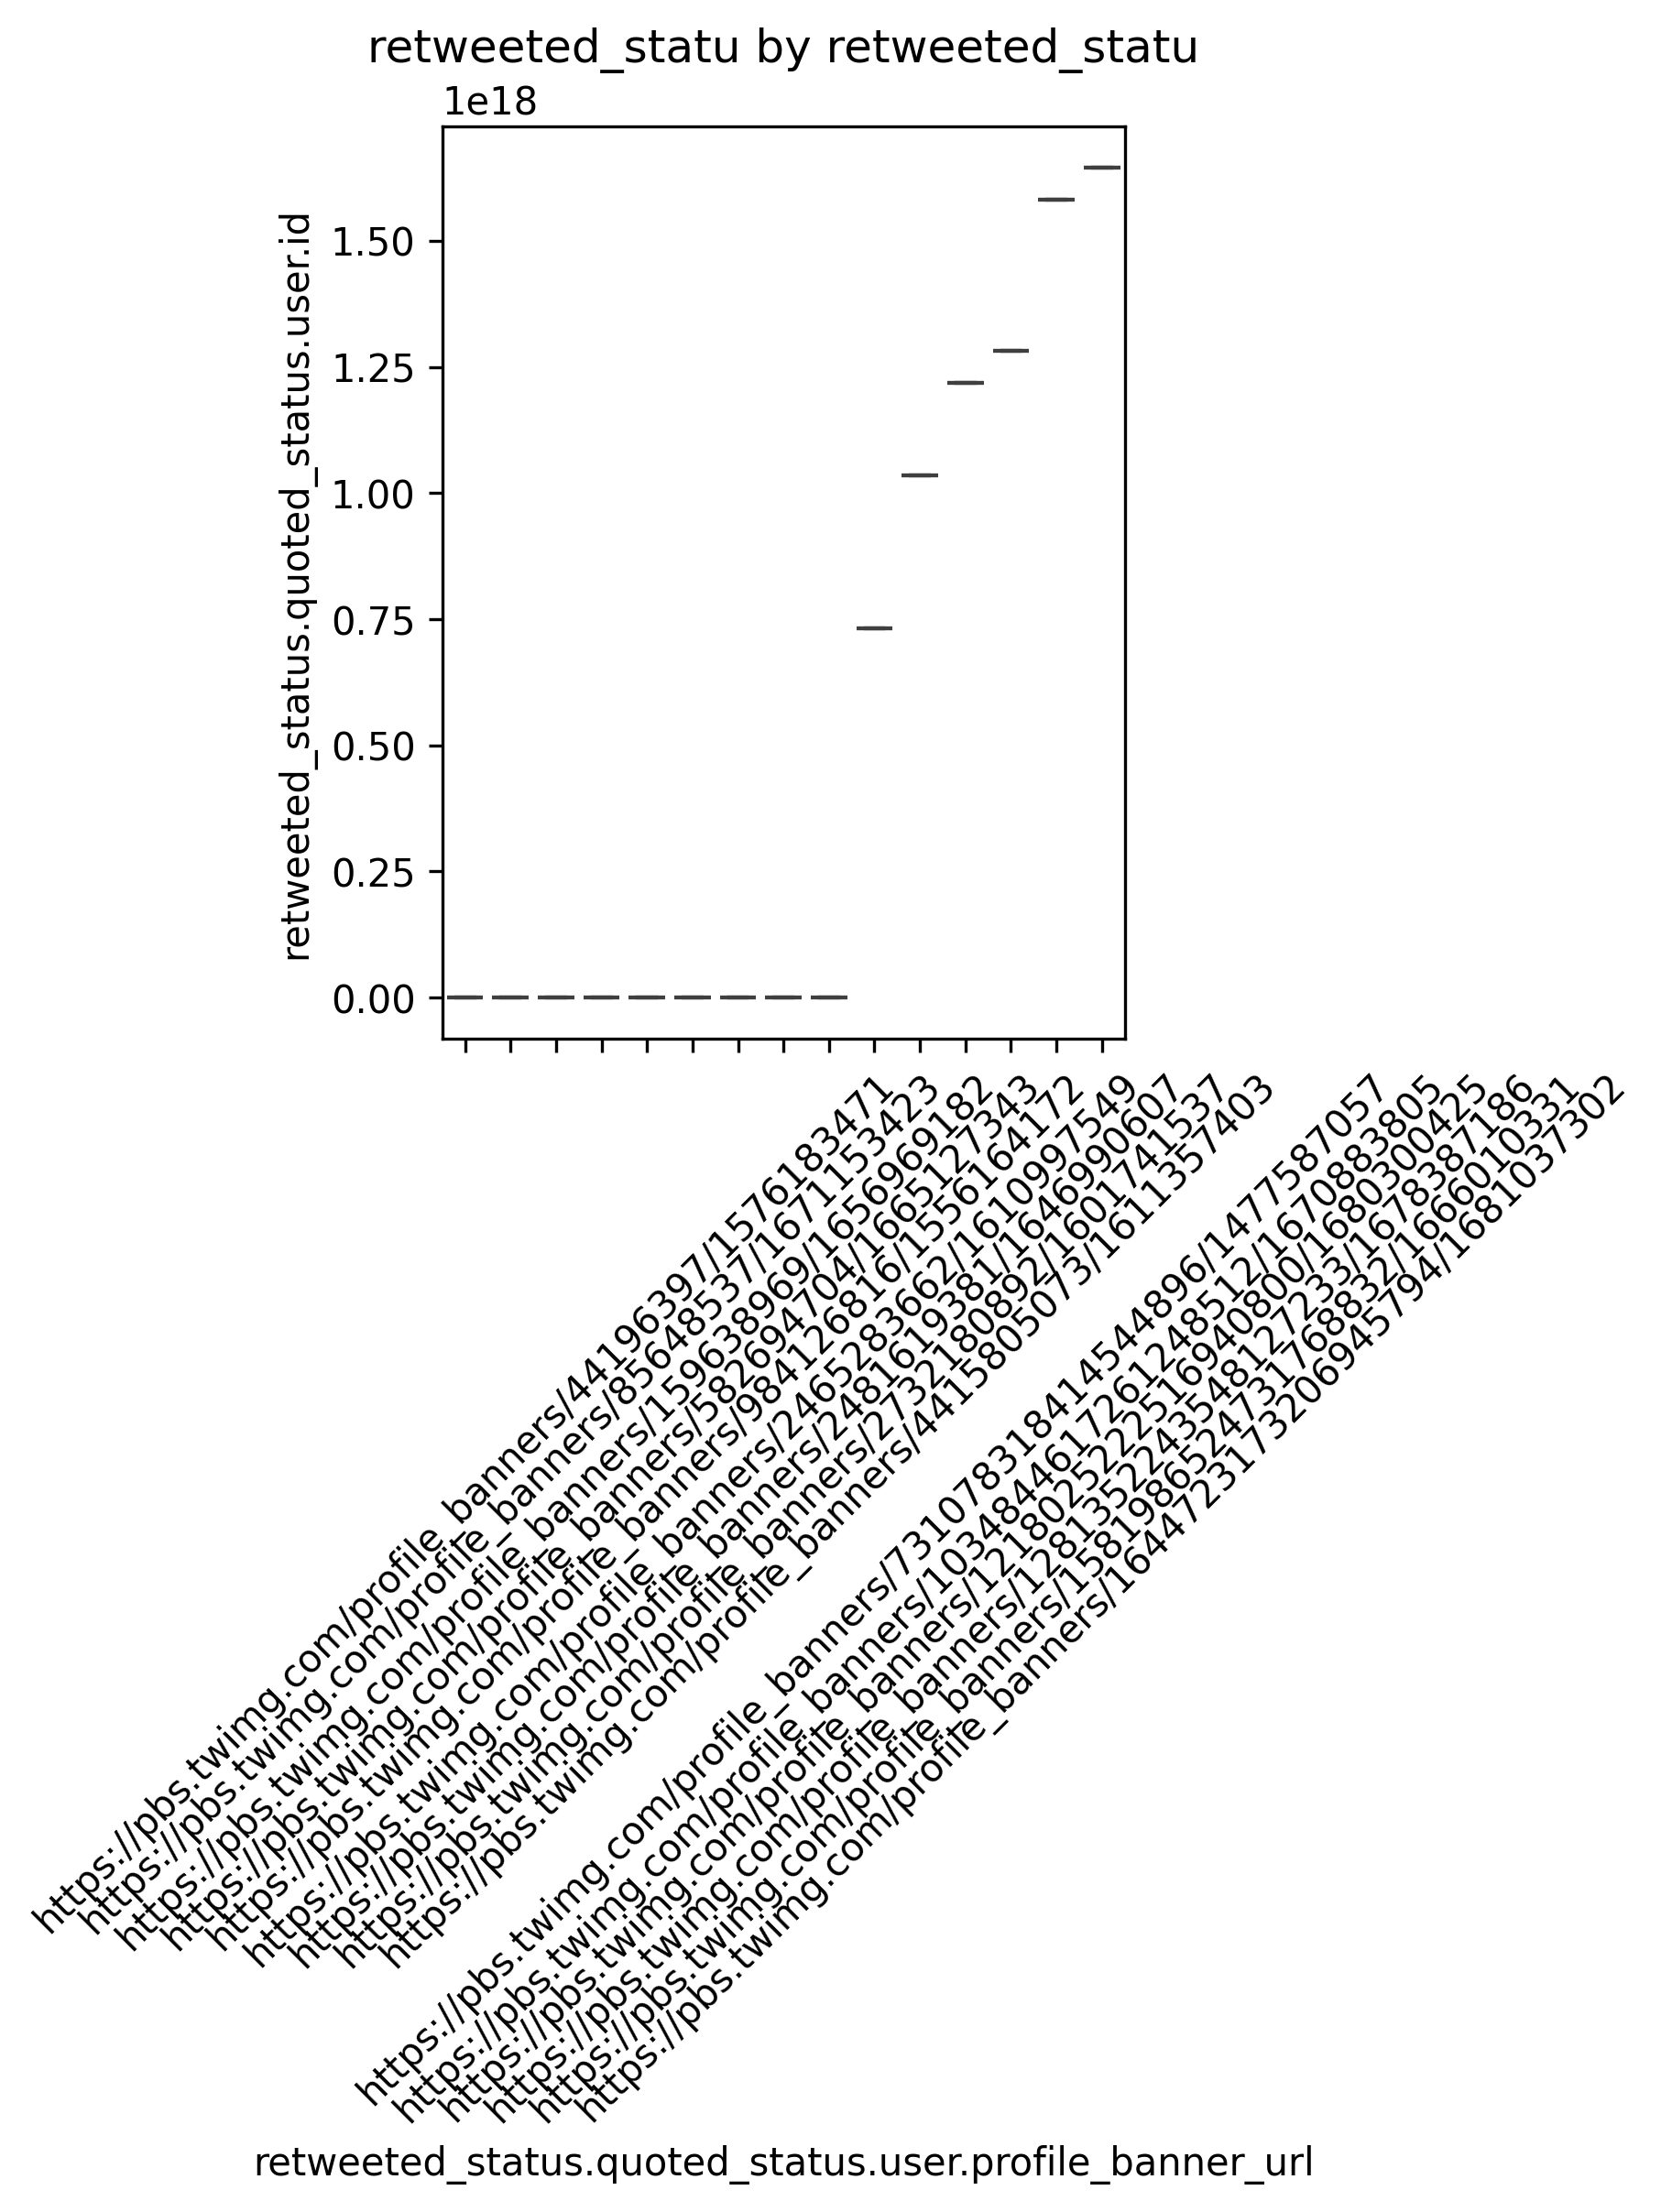 retweeted_statu by retweeted_statu
1e18
retweeted_status.quoted_status.user.id
1.50
1.25
1.00
0.75
0.50
0.25
0.00
https://pbs.twimg.com/profile_banners/44196397/1576183471
https://pbs.twimg.com/profile_banners/85648537/1671153423
https://pbs.twimg.com/profile_banners/159638969/1656969182
https://pbs.twimg.com/profile_banners/582694704/1665127343
https://pbs.twimg.com/profile_banners/984126816/1556164172
https://pbs.twimg.com/profile_banners/2465283662/1610997549
https://pbs.twimg.com/profile_banners/2481619381/1646990607
https://pbs.twimg.com/profile_banners/2732180892/1601741537
https://pbs.twimg.com/profile_banners/4415805073/1611357403
https://pbs.twimg.com/profile_banners/731078318414544896/1477587057
https://pbs.twimg.com/profile_banners/1034844617261248512/1670883805
https://pbs.twimg.com/profile_banners/1218025222516940800/1680300425
https://pbs.twimg.com/profile_banners/1281352243548127233/1678387186
https://pbs.twimg.com/profile_banners/1581986524731768832/1666010331
https://pbs.twimg.com/profile_banners/1644723173206945794/1681037302
retweeted_status.quoted_status.user.profile_banner_url